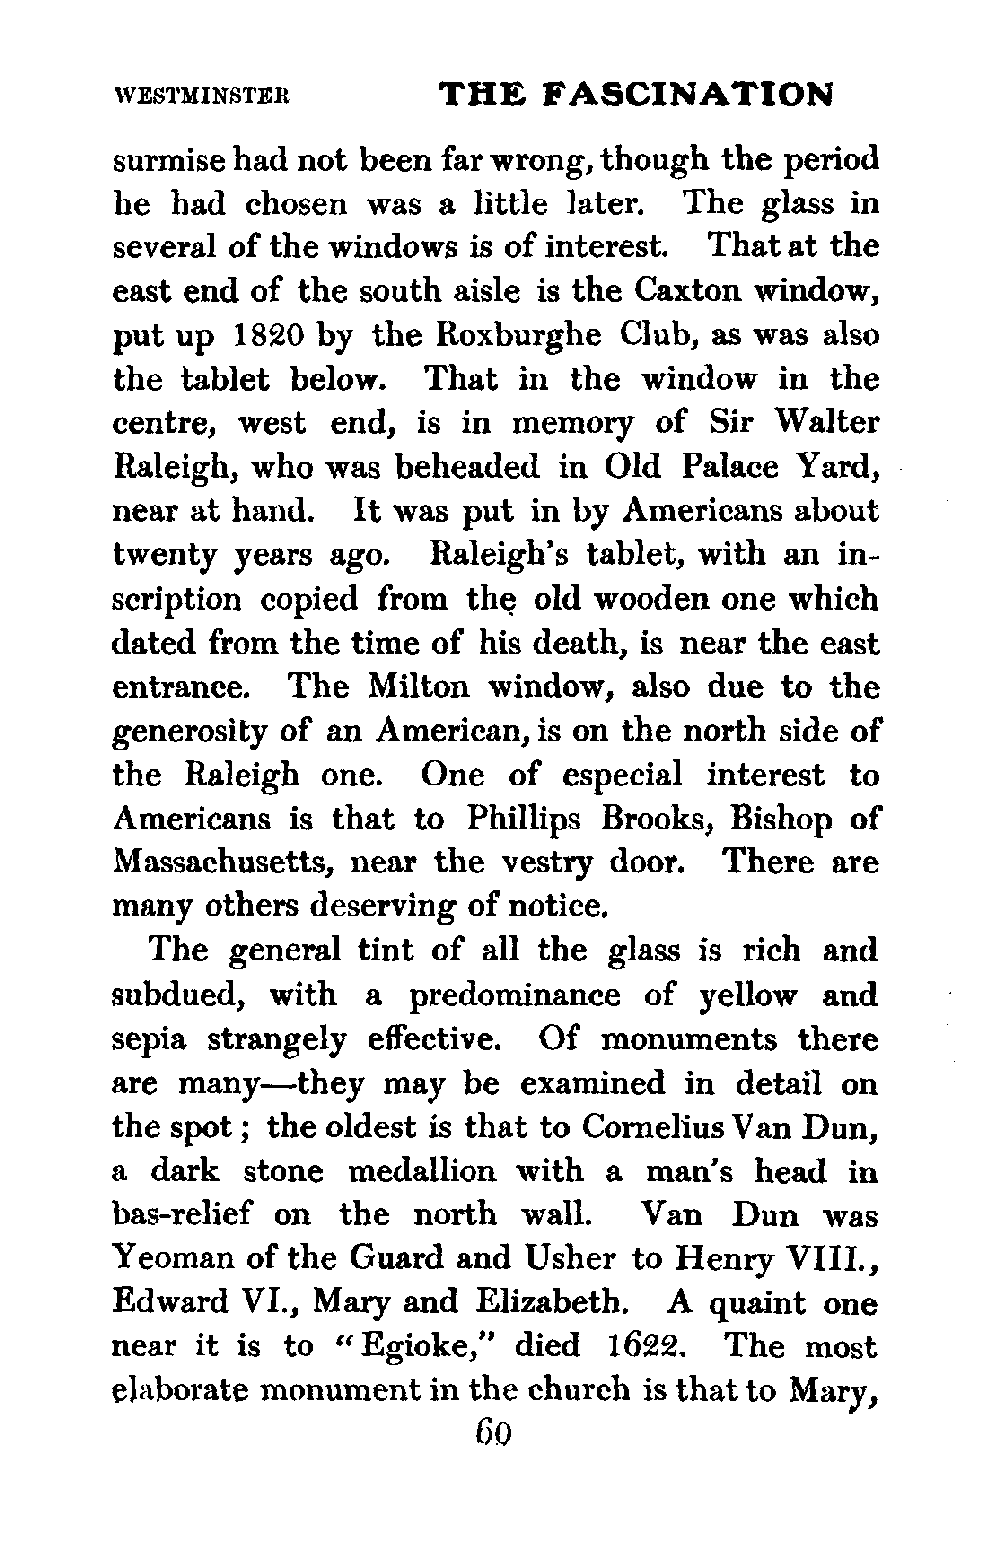 WESTMINSTER THE FASCINATION
surmise had not been far wrong, though the period
he had chosen was a little later. The glass in
several of the windows is of interest. That at the
east end of the south aisle is the Caxton window,
put up 1820 by the Roxburghe Club, as was also
the tablet below. That in the window in the
centre, west end, is in memory of Sir Walter
Raleigh, who was beheaded in Old Palace Yard,
near at hand. It was put in by Americans about
twenty years ago. Raleigh's tablet, with an in-
scription copied from the old wooden one which
dated from the time of his death, is near the east
entrance. The Milton window, also due to the
generosity of an American, is on the north side of
the Raleigh one. One of especial interest to
Americans is that to Phillips Brooks, Bishop of
Massachusetts, near the vestry door. There are
many others deserving of notice.
The general tint of all the glass is rich and
subdued, with a predominance of yellow and
sepia strangely effective. Of monuments there
are many—they may be examined in detail on
the spot; the oldest is that to Cornelius Van Dun,
a dark stone medallion with a man's head in
bas-relief on the north wall. Van Dun was
Yeoman of the Guard and Usher to Henry VIII.,
Edward VI., Mary and Elizabeth. A quaint one
near it is to "Egioke," died 1622. The most
elaborate monument in the church is that to Mary,
60